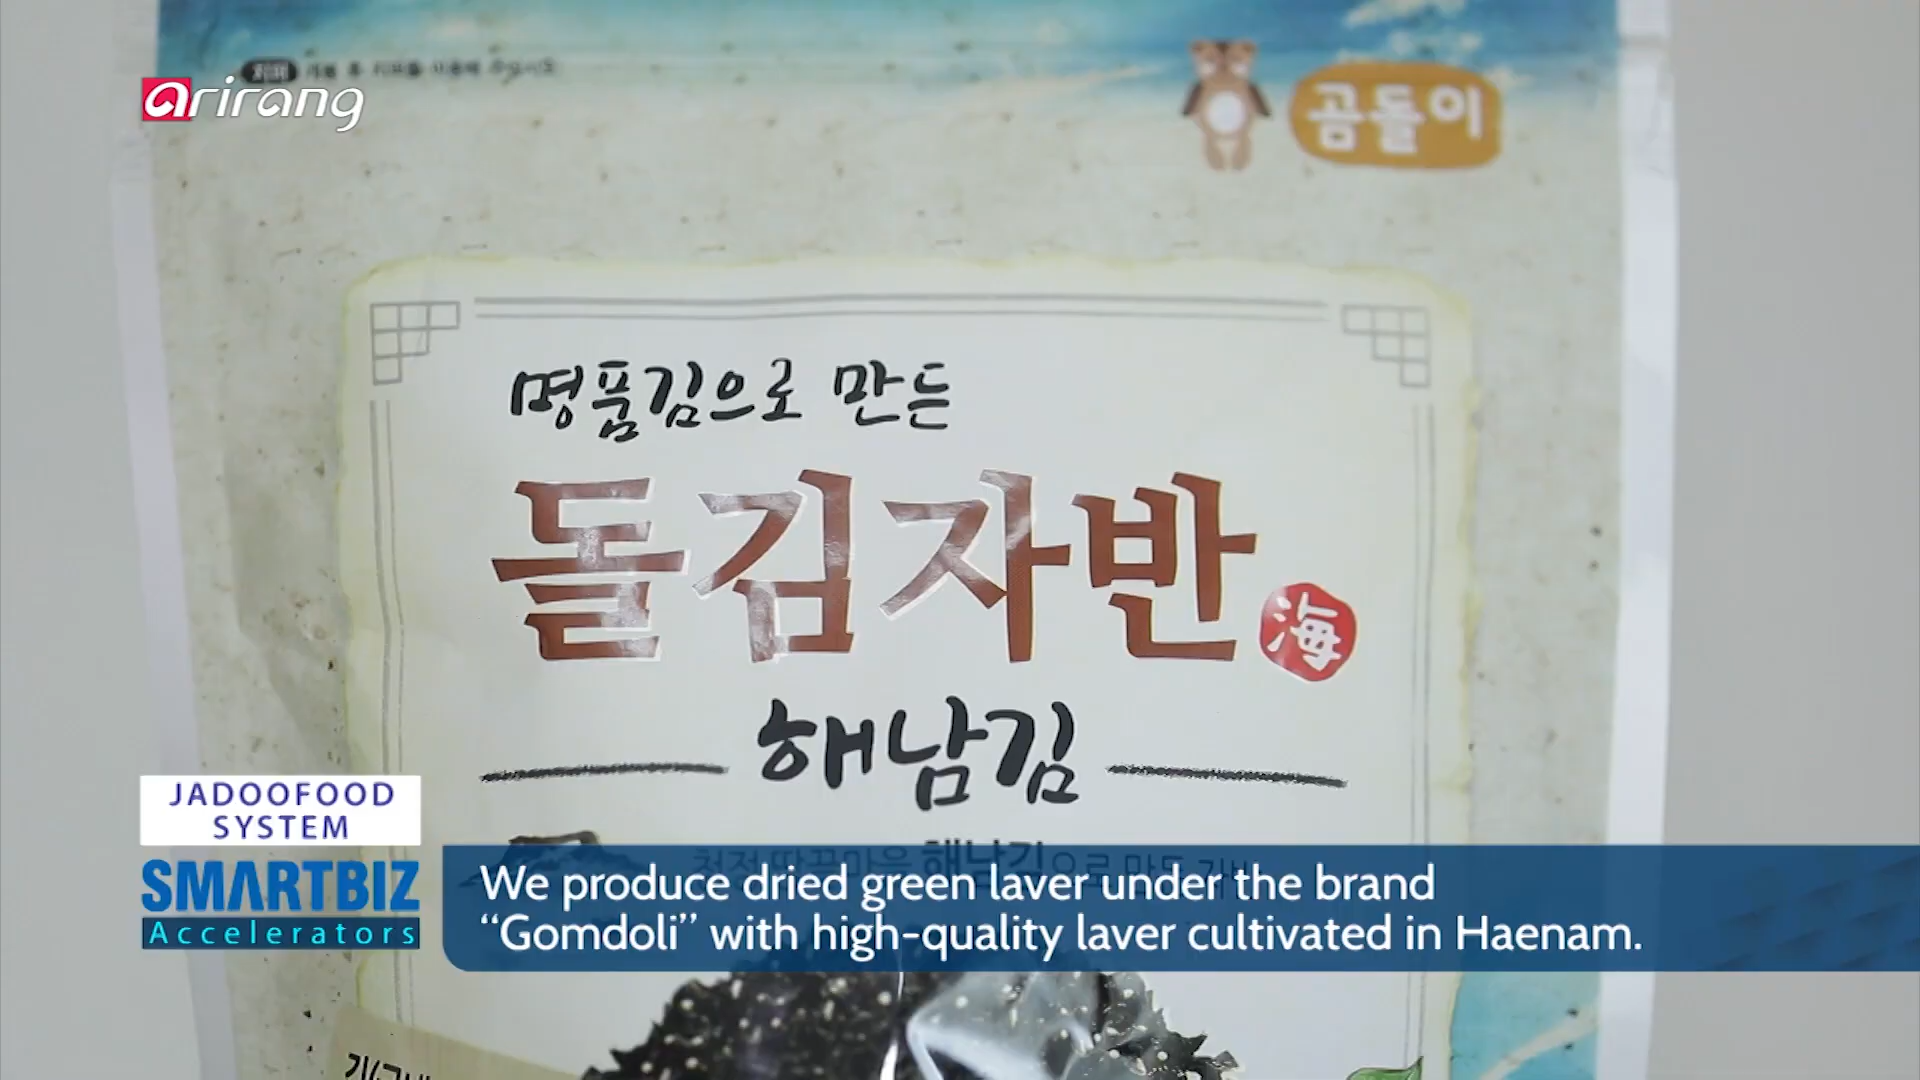 지퍼
arirang
곰돌이
명품김으로 만든
돌김자반
海
해남김
JADOOFOOD
SYSTEM
SMARTBIZ
Accelerators
We produce dried green laver under the brand
“Gomdoli” with high-quality laver cultivated in Haenam.